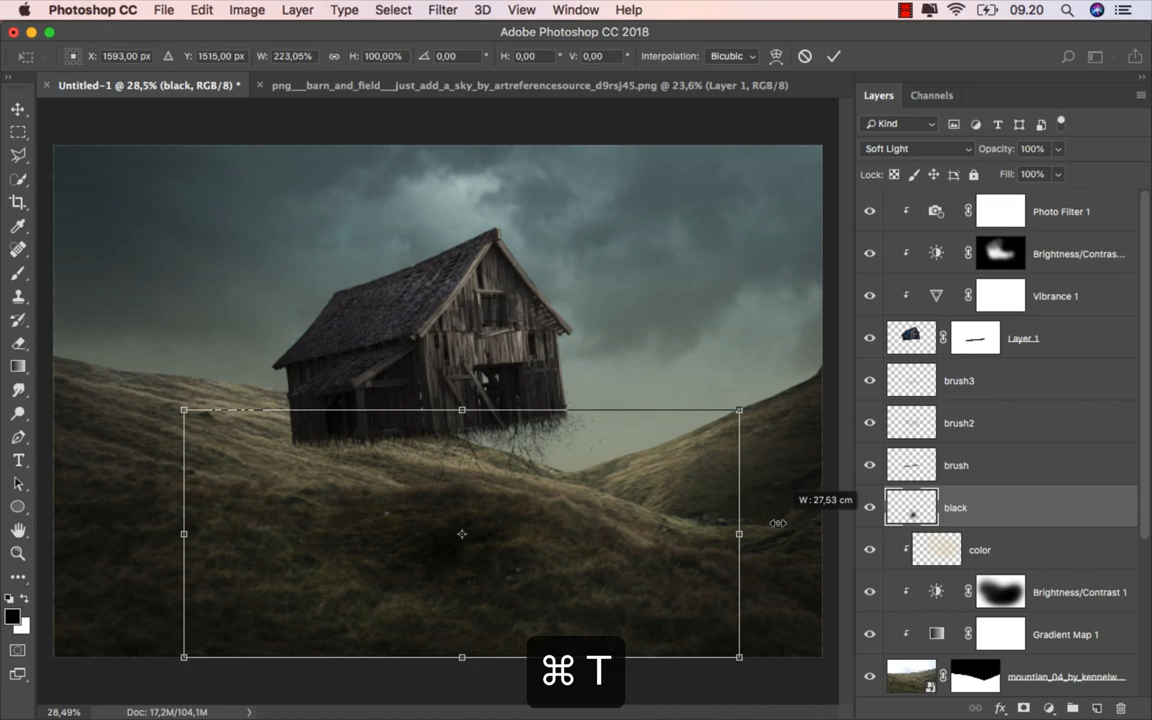 Photoshop CC File Edit Image Layer Type Select Filter 3D View Window Help 09.20
Adobe Photoshop CC 2018
X: 1593,00 px Y: 1515,00 px W: 223,05% H: 100,00% 0,00 ° H: 0,00 ° V: 0,00 ° Interpolation: Bicubic
Untitled-1 @ 28,5% (black, RGB/8) * png__barn_and_field__just_add_a_sky_by_artreferencesource_d9rsj45.png @ 23,6% (Layer 1, RGB/8)
Layers Channels
Kind
Soft Light Opacity: 100%
Lock: Fill: 100%
Photo Filter 1
Brightness/Contras...
Vibrance 1
Layer 1
brush3
brush2
brush
W: 27,53 cm
black
color
Brightness/Contrast 1
Gradient Map 1
mountian_04_by_kennelw...
⌘ T
28,49% Doc: 17,2M/104,1M